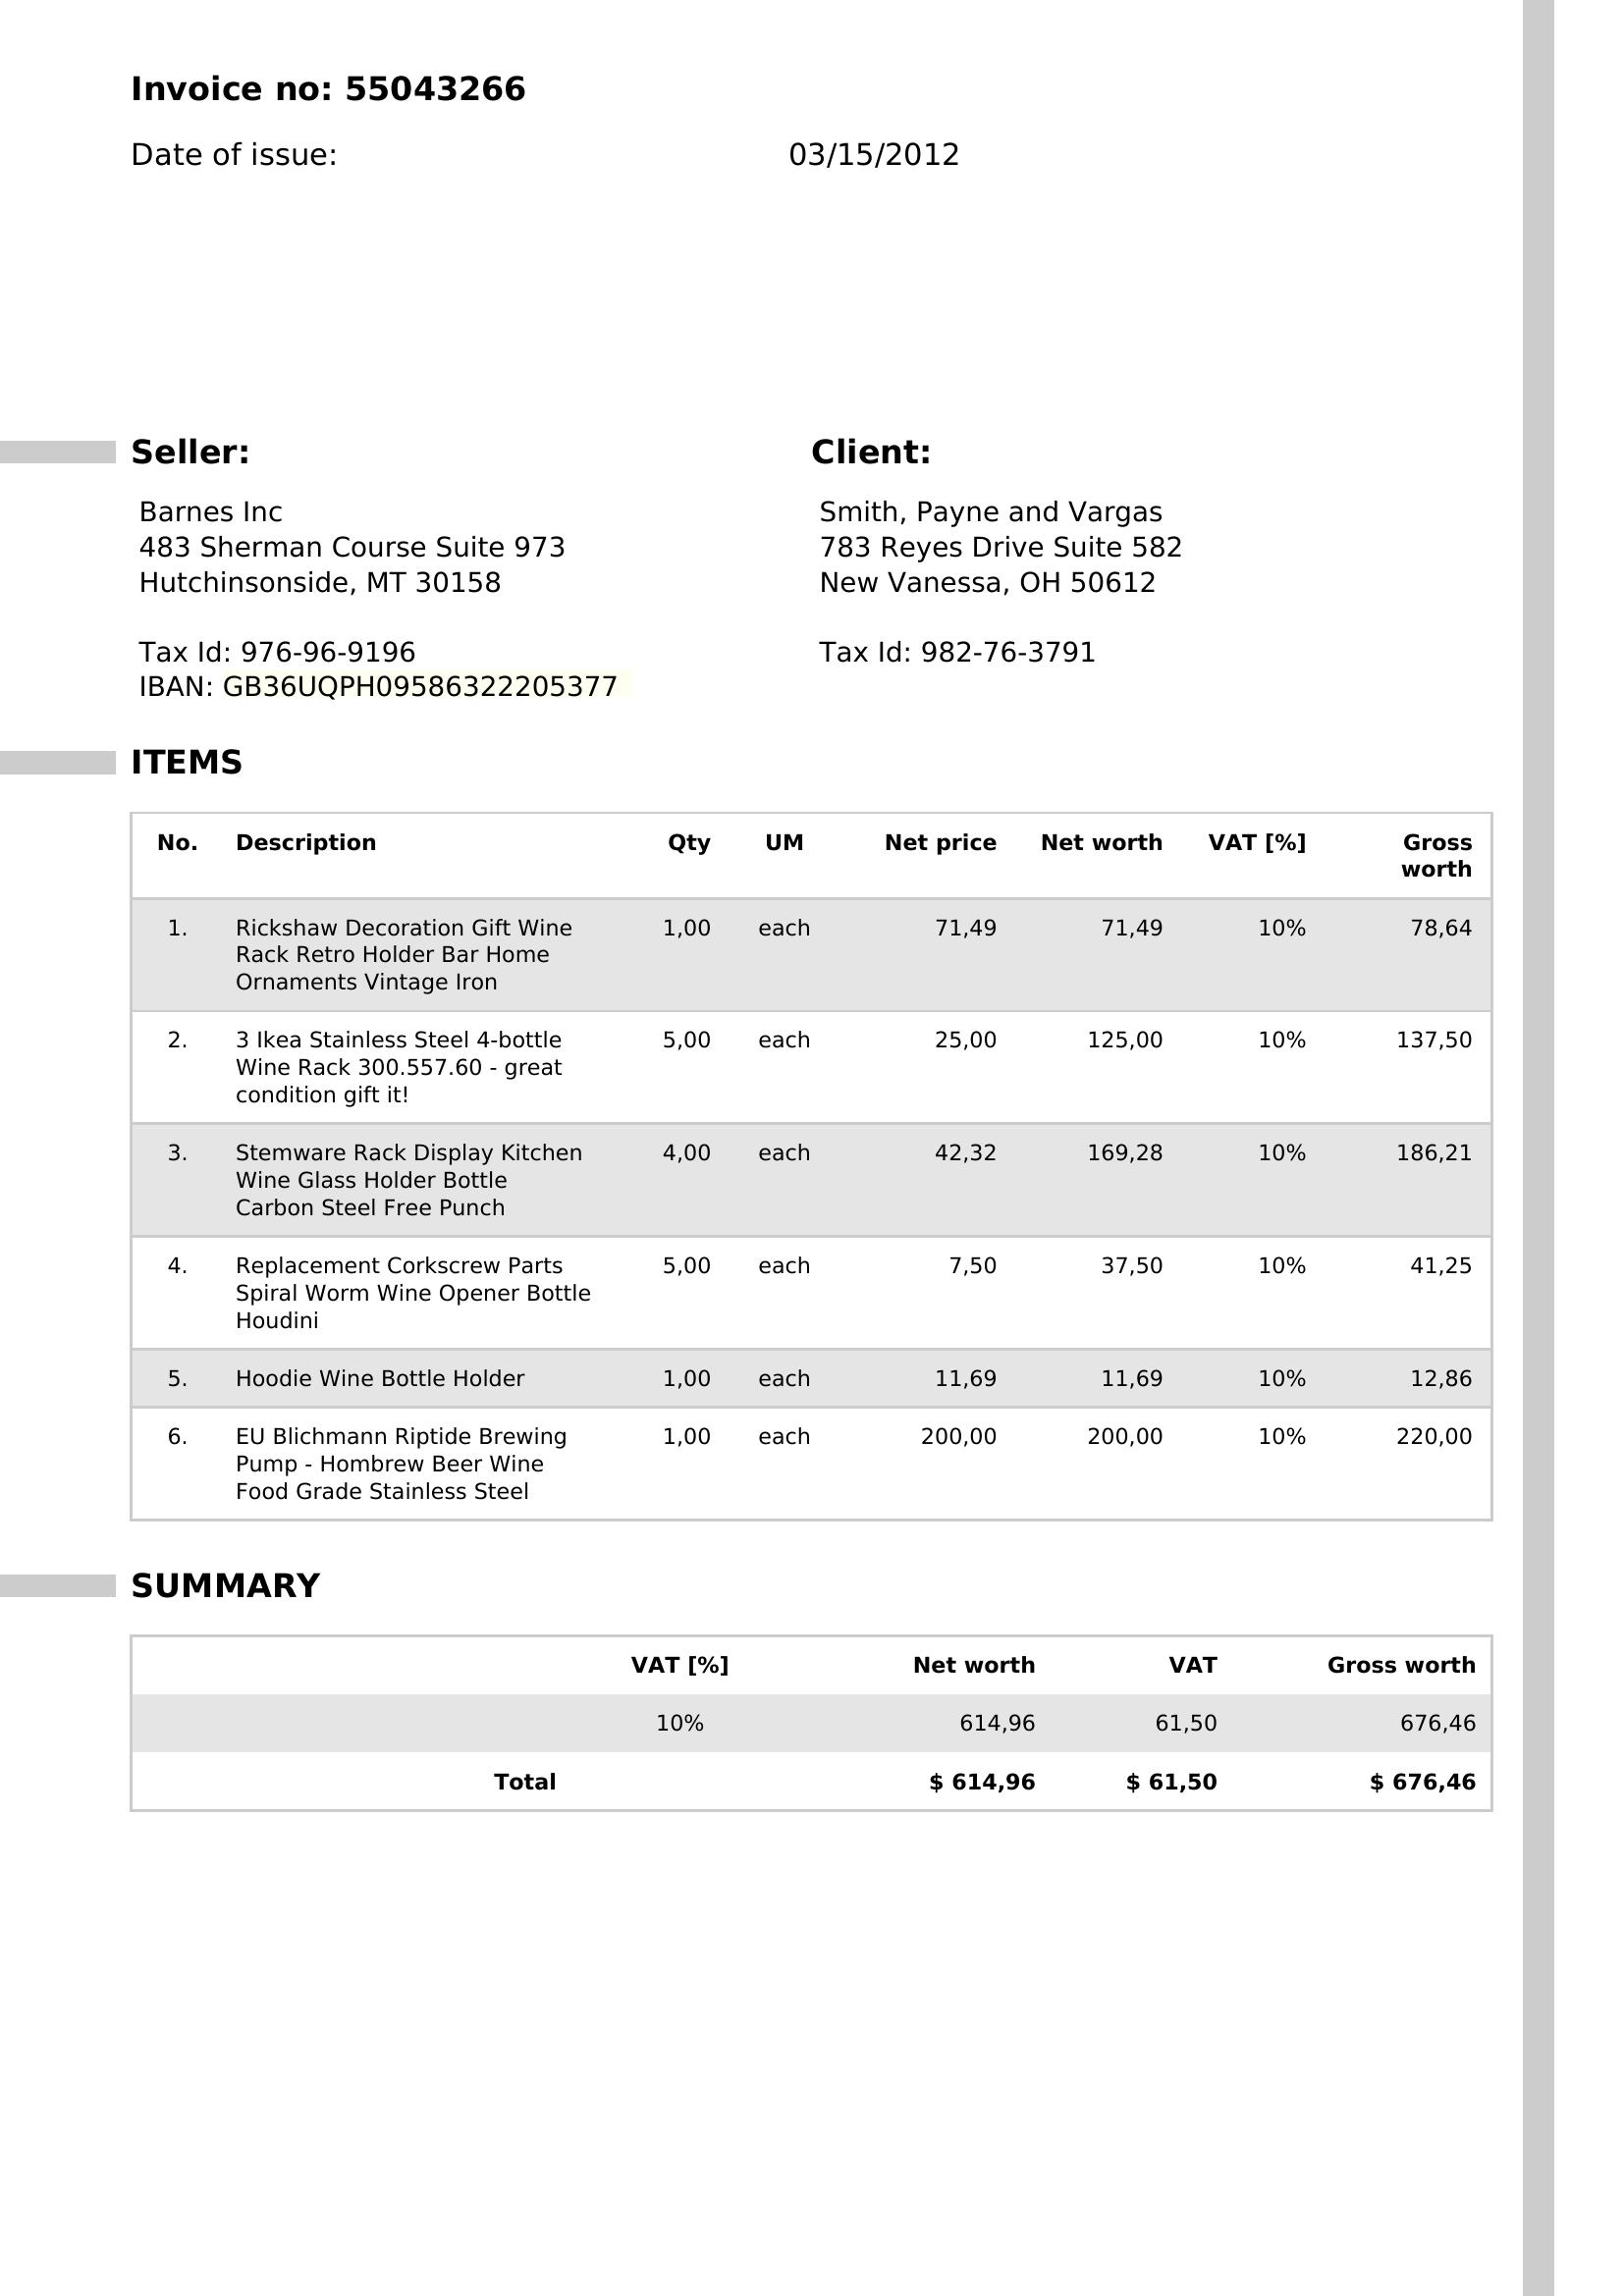 Invoice no: 55043266
Date of issue: 03/15/2012
Seller:
Barnes Inc
483 Sherman Course Suite 973
Hutchinsonside, MT 30158
Tax Id: 976-96-9196
IBAN: GB36UQPH09586322205377
Client:
Smith, Payne and Vargas
783 Reyes Drive Suite 582
New Vanessa, OH 50612
Tax Id: 982-76-3791
ITEMS
No. Description Qty UM Net price Net worth VAT [%] Gross
worth
1. Rickshaw Decoration Gift Wine 1,00 each 71,49 71,49 10% 78,64
Rack Retro Holder Bar Home
Ornaments Vintage Iron
2. 3 Ikea Stainless Steel 4-bottle 5,00 each 25,00 125,00 10% 137,50
Wine Rack 300.557.60 - great
condition gift it!
3. Stemware Rack Display Kitchen 4,00 each 42,32 169,28 10% 186,21
Wine Glass Holder Bottle
Carbon Steel Free Punch
4. Replacement Corkscrew Parts 5,00 each 7,50 37,50 10% 41,25
Spiral Worm Wine Opener Bottle
Houdini
5. Hoodie Wine Bottle Holder 1,00 each 11,69 11,69 10% 12,86
6. EU Blichmann Riptide Brewing 1,00 each 200,00 200,00 10% 220,00
Pump - Hombrew Beer Wine
Food Grade Stainless Steel
SUMMARY
VAT [%] Net worth VAT Gross worth
10% 614,96 61,50 676,46
Total $ 614,96 $ 61,50 $ 676,46